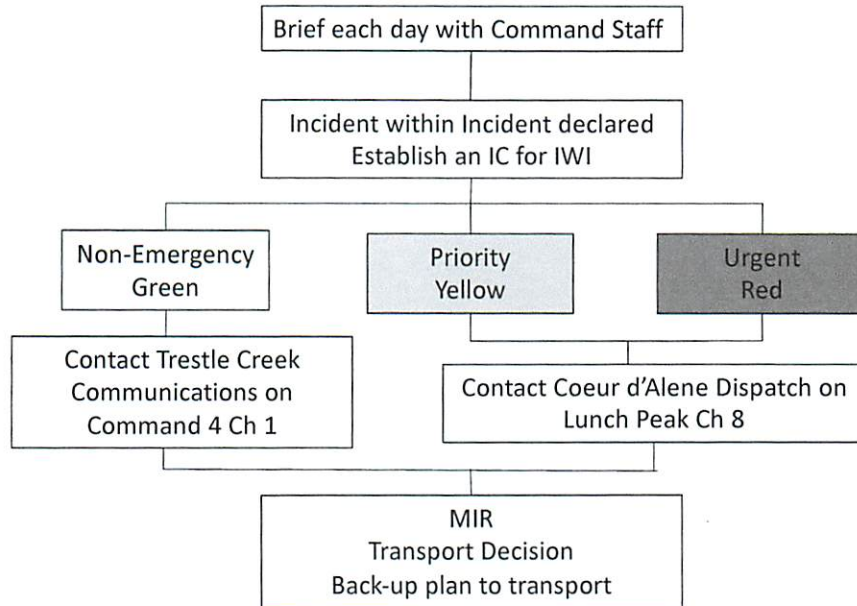 Brief each day with Command Staff
Incident within Incident declared
Establish an IC for IWI
Non-Emergency
Green
Priority
Yellow
Urgent
Red
Contact Trestle Creek
Communications on
Command 4 Ch 1
Contact Coeur d'Alene Dispatch on
Lunch Peak Ch 8
MIR
Transport Decision
Back-up plan to transport